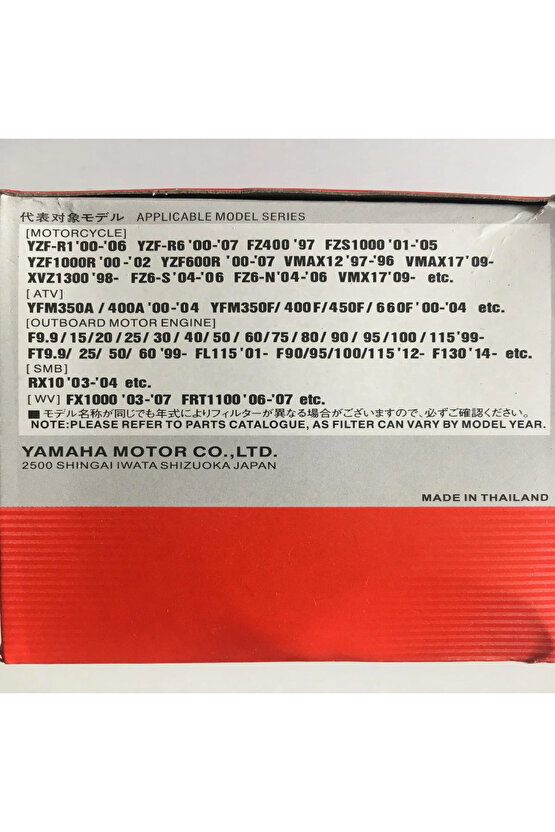 代表対象モデル APPLICABLE MODEL SERIES
[MOTORCYCLE]
YZF-R1'00-'06 YZF-R6'00-'07 FZ400'97 FZS1000'01-'05
YZF1000R'00-'02 YZF600R'00-'07 VMAX12'97-'96 VMAX17'09-
XVZ1300'98- FZ6-S'04-'06 FZ6-N'04-'06 VMX17'09- etc.
[ATV]
YFM350A/400A'00-'04 YFM350F/400F/450F/660F'00-'04 etc.
[OUTBOARD MOTOR ENGINE]
F9.9/15/20/25/30/40/50/60/75/80/90/95/100/115'99-
FT9.9/25/50/60'99- FL115'01- F90/95/100/115'12- F130'14- etc.
[SMB]
RX10'03-'04 etc.
[WV] FX1000'03-'07 FRT1100'06-'07 etc.
■モデル名称が同じでも年式によりフィルターが異なる場合がございますので、必ずご確認ください。
NOTE:PLEASE REFER TO PARTS CATALOGUE, AS FILTER CAN VARY BY MODEL YEAR.
YAMAHA MOTOR CO.,LTD.
2500 SHINGAI IWATA SHIZUOKA JAPAN
MADE IN THAILAND